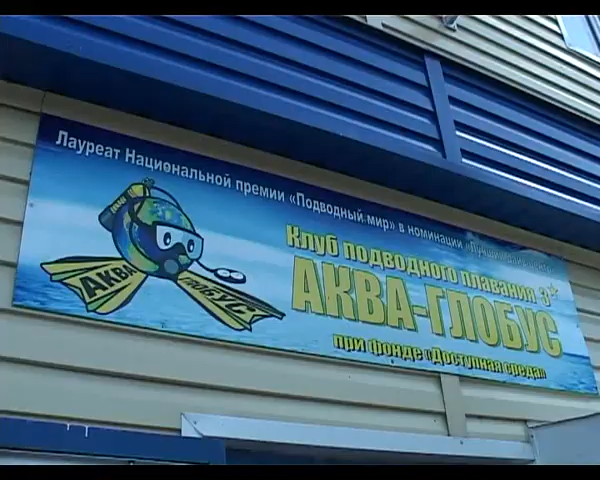 Лауреат Национальной премии «Подводный мир» в номинации
Клуб подводного плавания 3*
АКВА-ГЛОБУС
при фонде «Доступная среда»
АКВА
ГЛОБУС